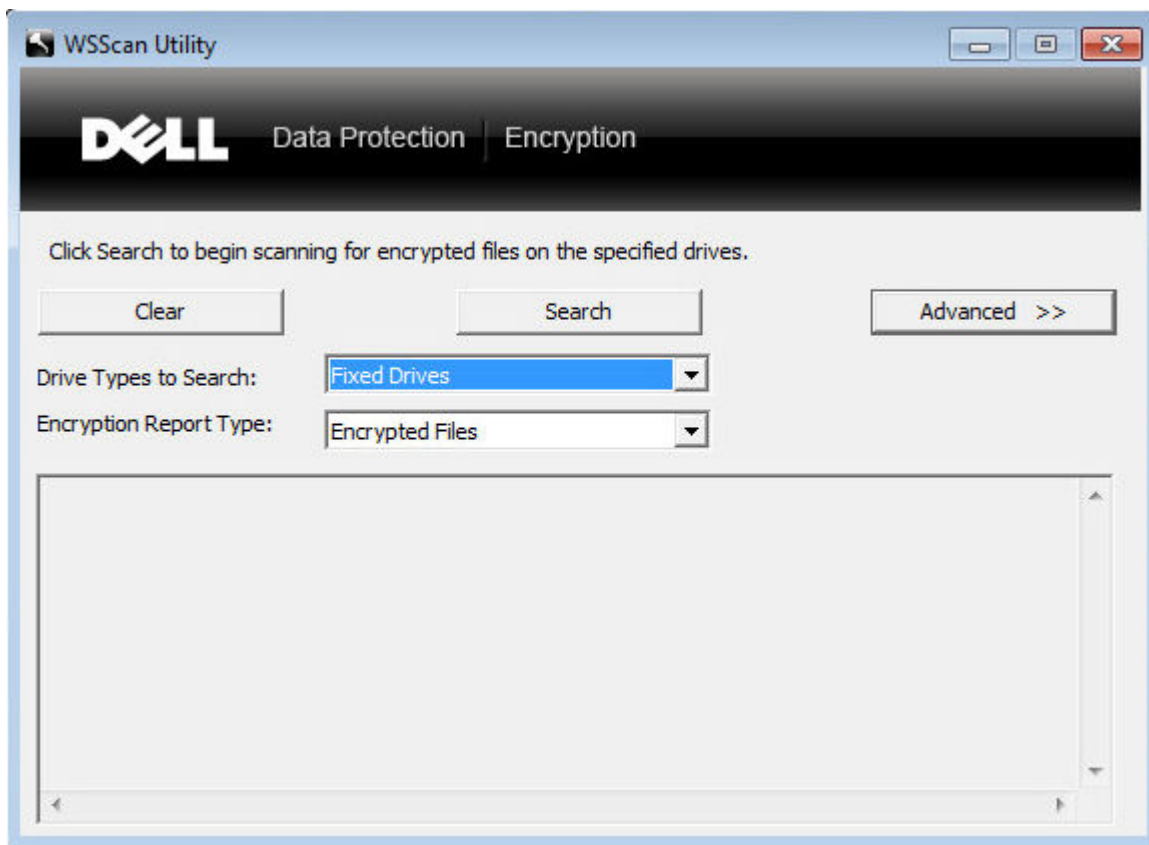 WSScan Utility
DELL Data Protection Encryption
Click Search to begin scanning for encrypted files on the specified drives.
Clear Search Advanced >>
Drive Types to Search: Fixed Drives
Encryption Report Type: Encrypted Files